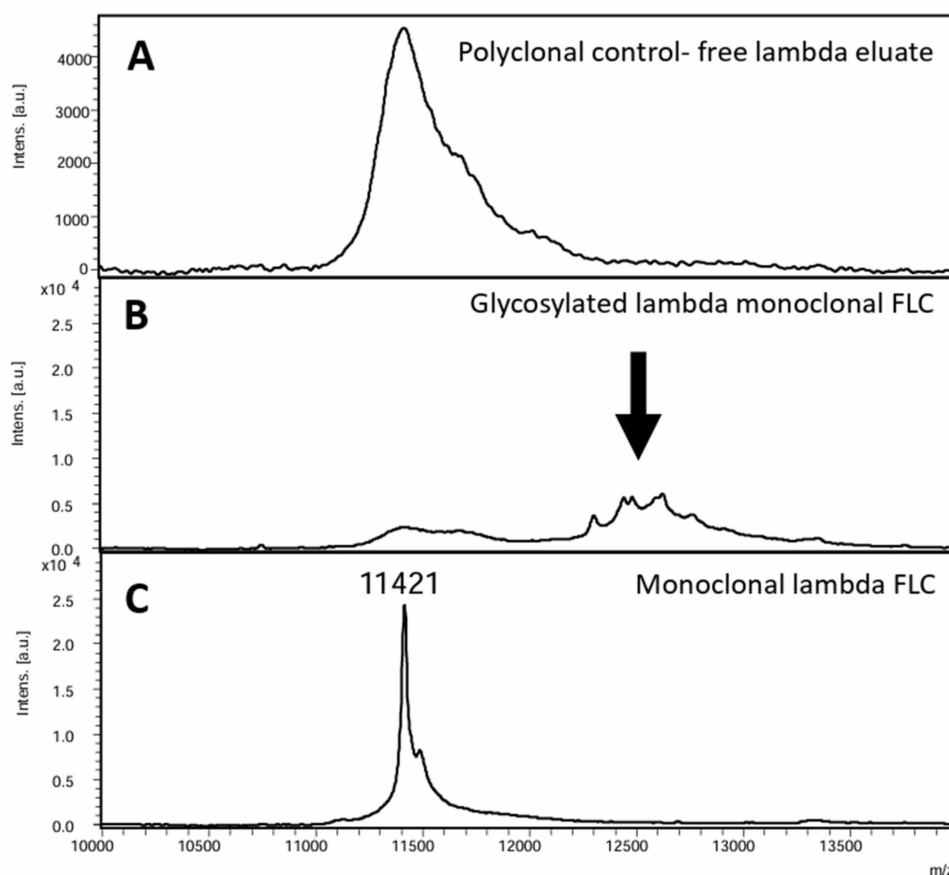 A
Polyclonal control- free lambda eluate
Intens. [a.u.]
4000
3000
2000
1000
0
x10 4
B
Glycosylated lambda monoclonal FLC
Intens. [a.u.]
2.5
2.0
1.5
1.0
0.5
0.0
x10 4
C
11421
Monoclonal lambda FLC
Intens. [a.u.]
2.5
2.0
1.5
1.0
0.5
0.0
10000 10500 11000 11500 12000 12500 13000 13500